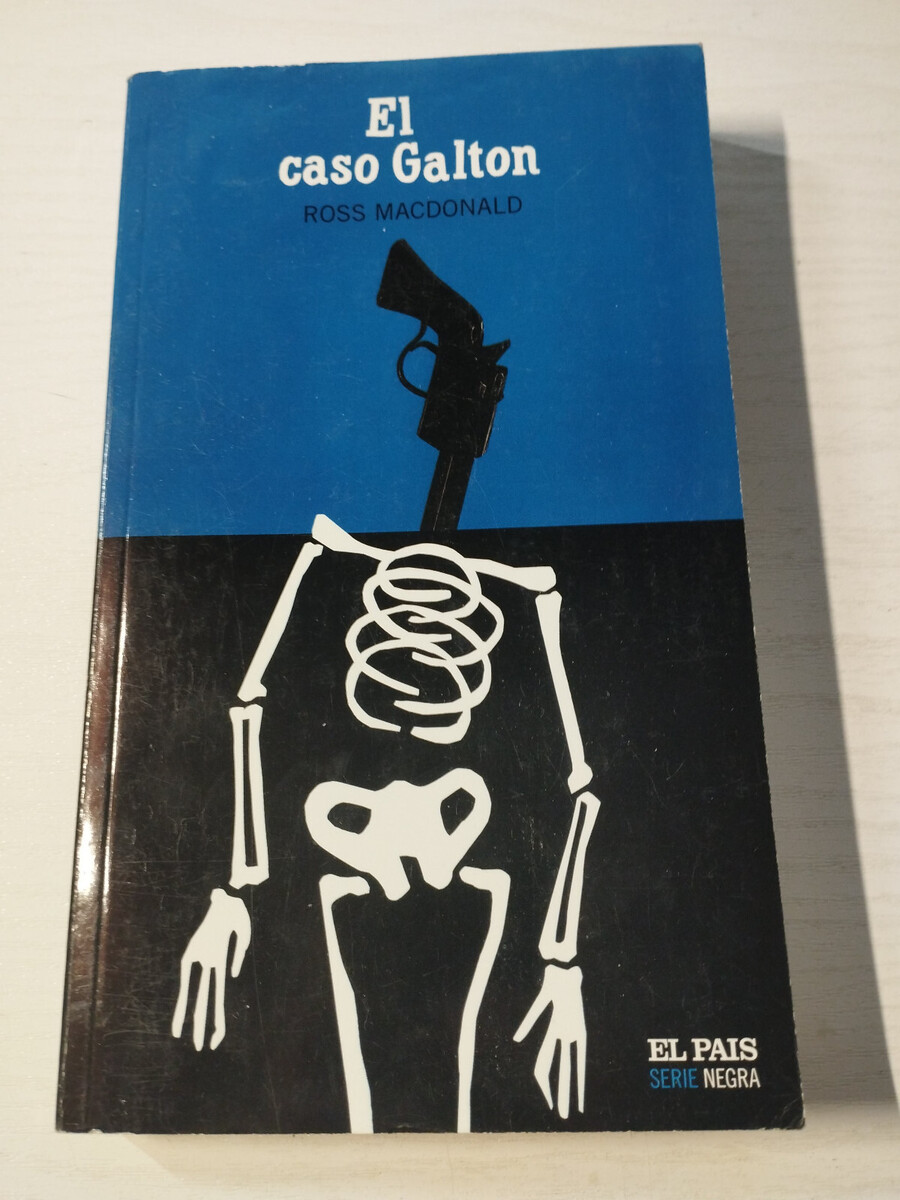 El
caso Galton
ROSS MACDONALD
EL PAIS
SERIE NEGRA